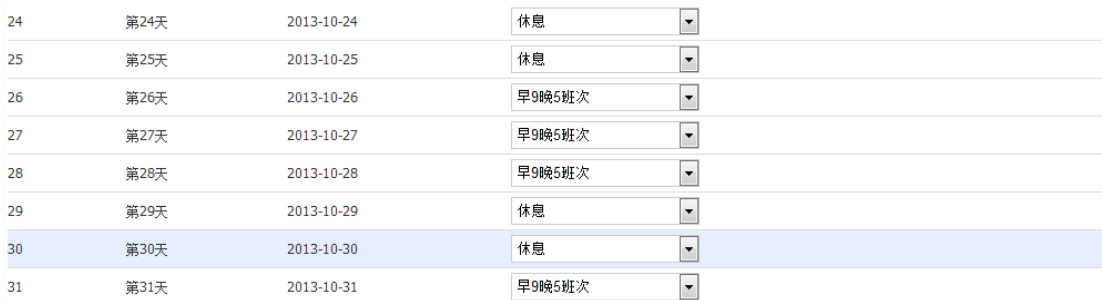 24 第24天 2013-10-24 休息
25 第25天 2013-10-25 休息
26 第26天 2013-10-26 早9晚5班次
27 第27天 2013-10-27 早9晚5班次
28 第28天 2013-10-28 早9晚5班次
29 第29天 2013-10-29 休息
30 第30天 2013-10-30 休息
31 第31天 2013-10-31 早9晚5班次